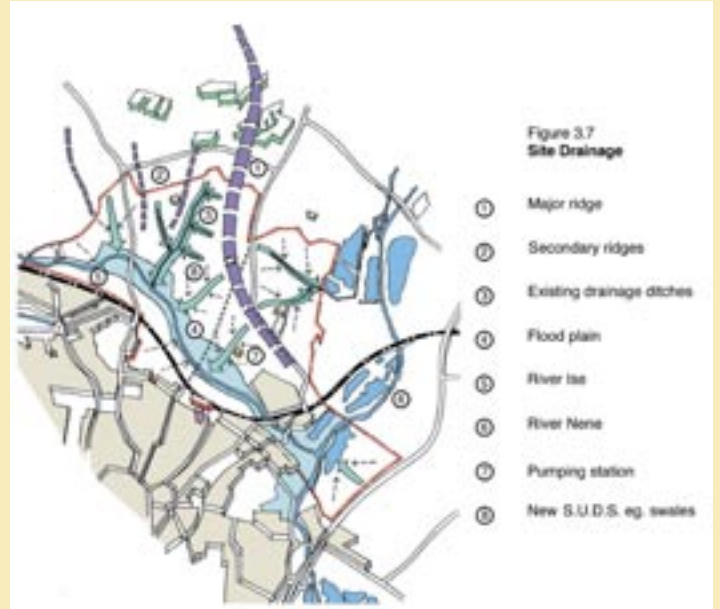 Figure 3.7
Site Drainage
1 Major ridge
2 Secondary ridges
3 Existing drainage ditches
4 Flood plain
5 River Ise
6 River Nene
7 Pumping station
8 New S.U.D.S. eg. swales